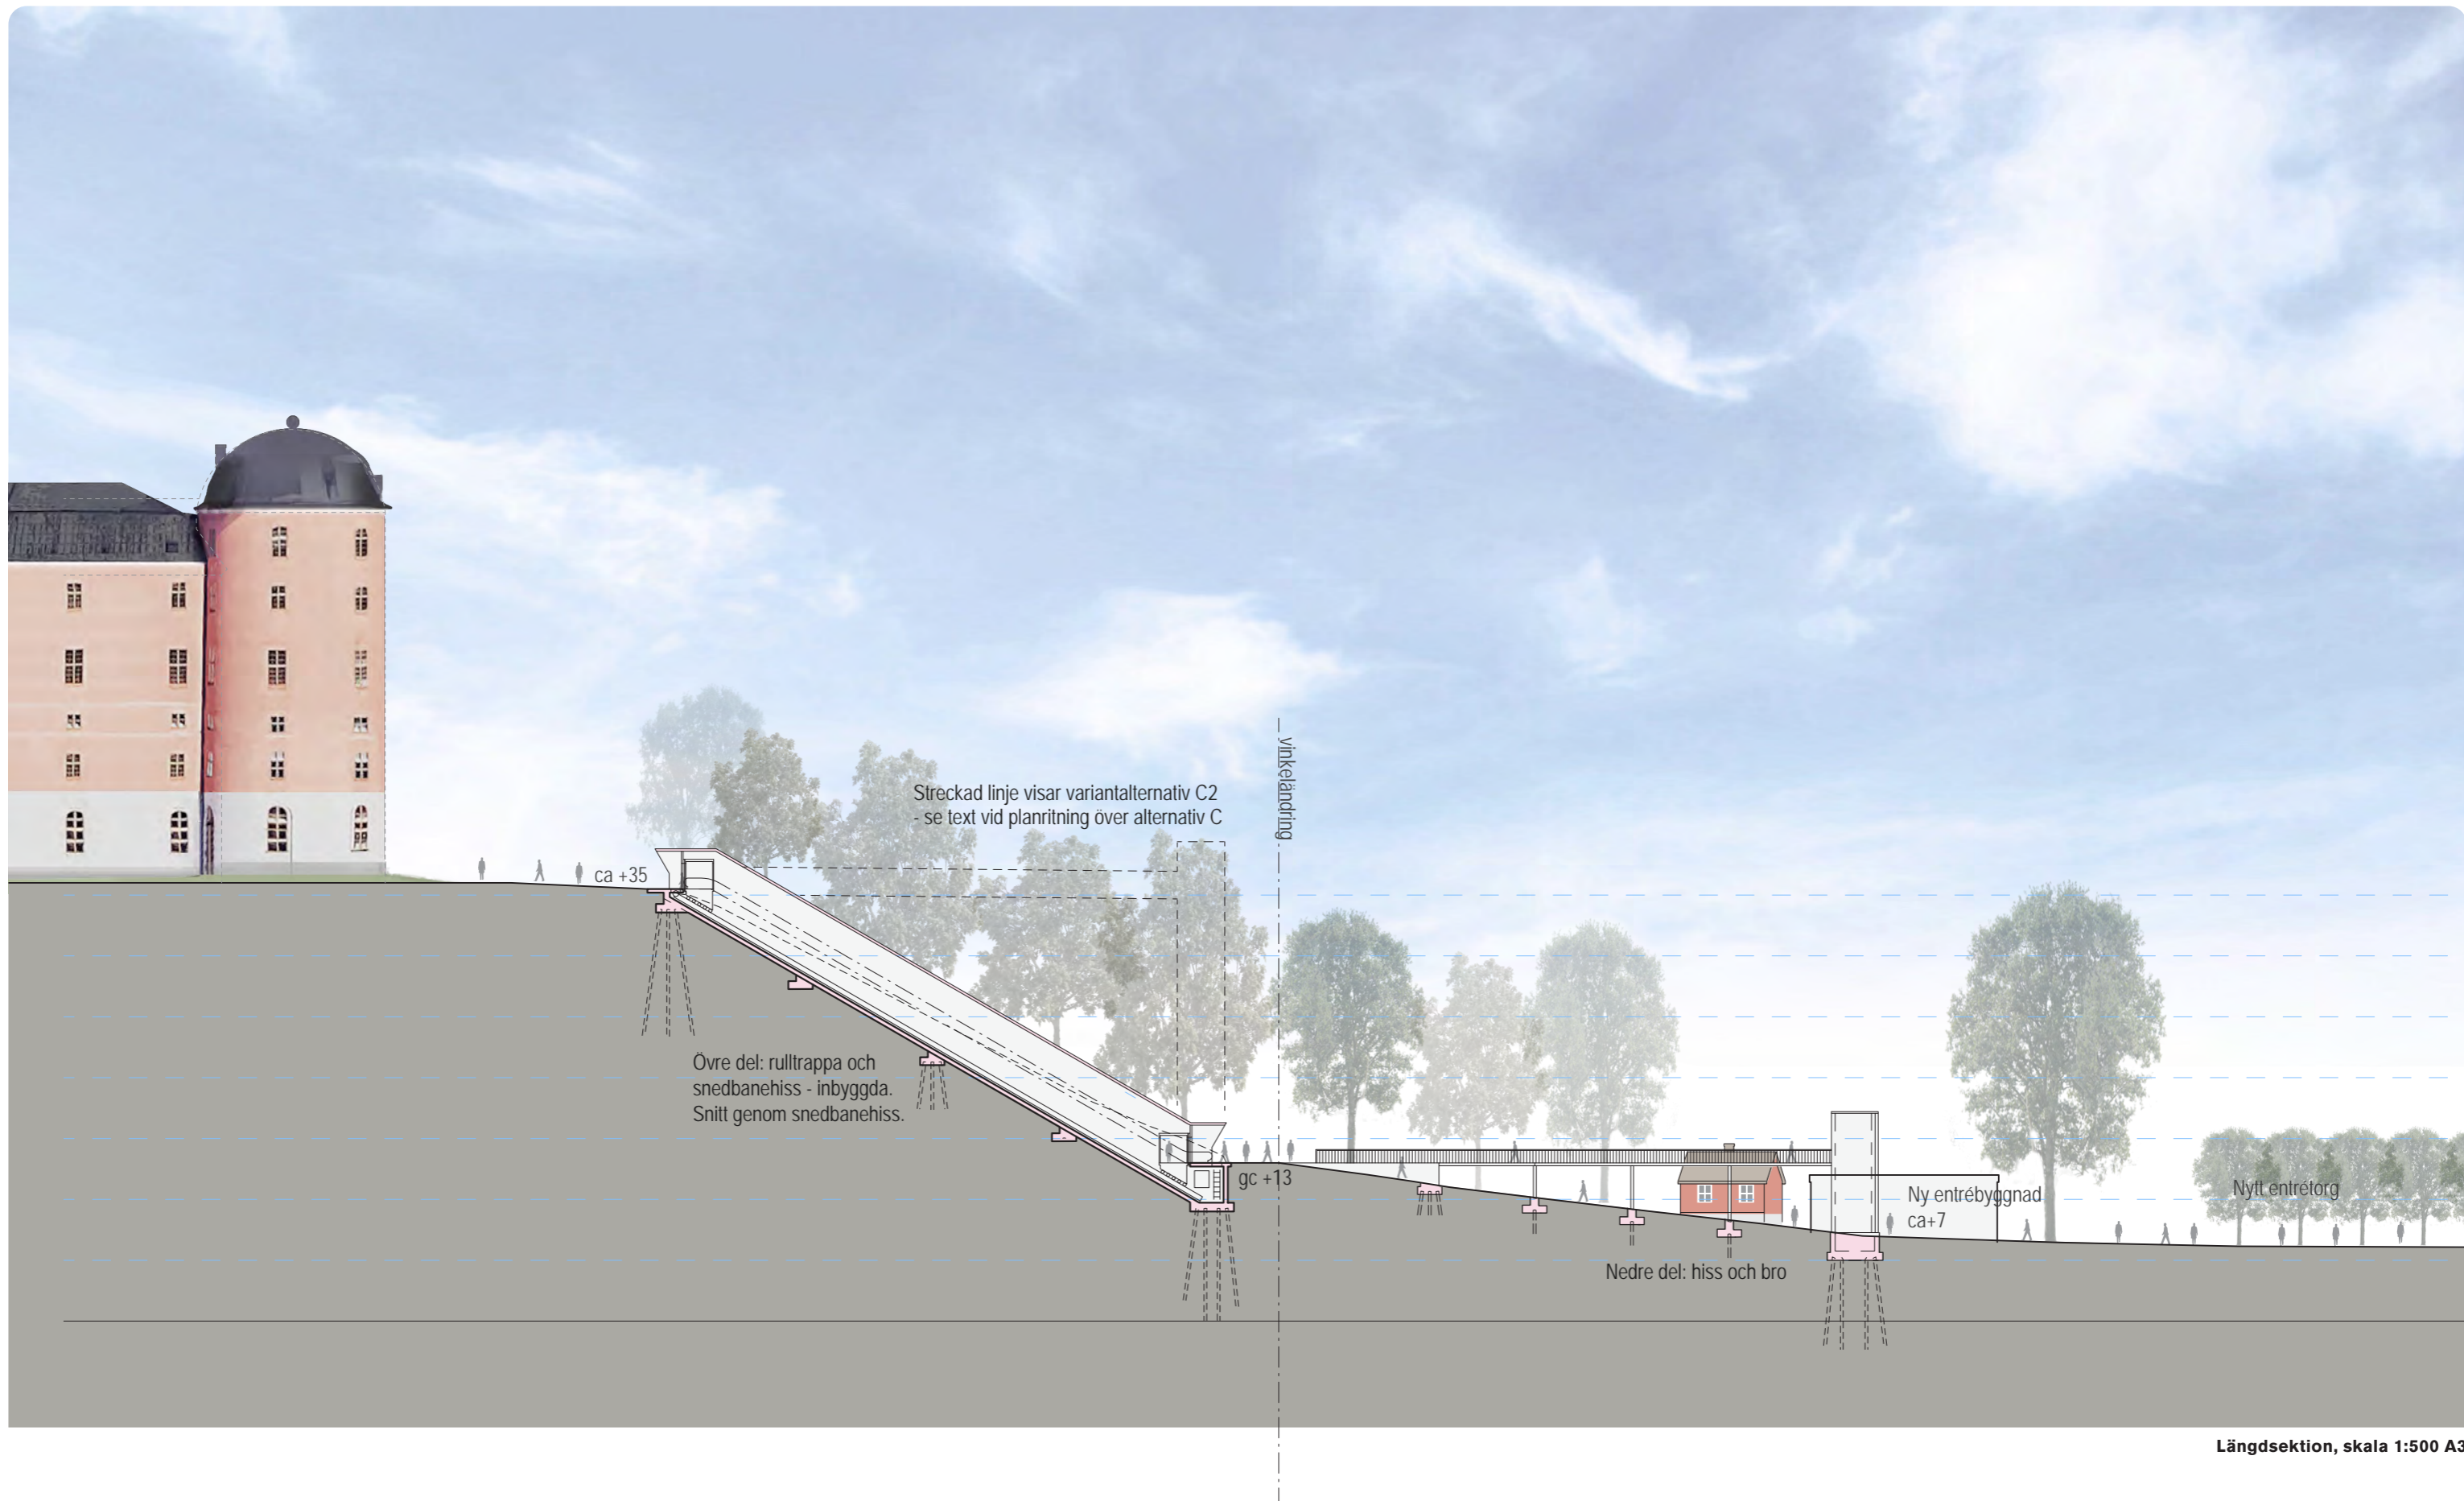 Streckad linje visar variantalternativ C2
- se text vid planritning över alternativ C
vinkeländring
ca +35
Övre del: rulltrappa och
snedbanehiss - inbyggda.
Snitt genom snedbanehiss.
gc +13
Ny entrébyggnad
ca+7
Nytt entrétorg
Nedre del: hiss och bro
Längdsektion, skala 1:500 A3